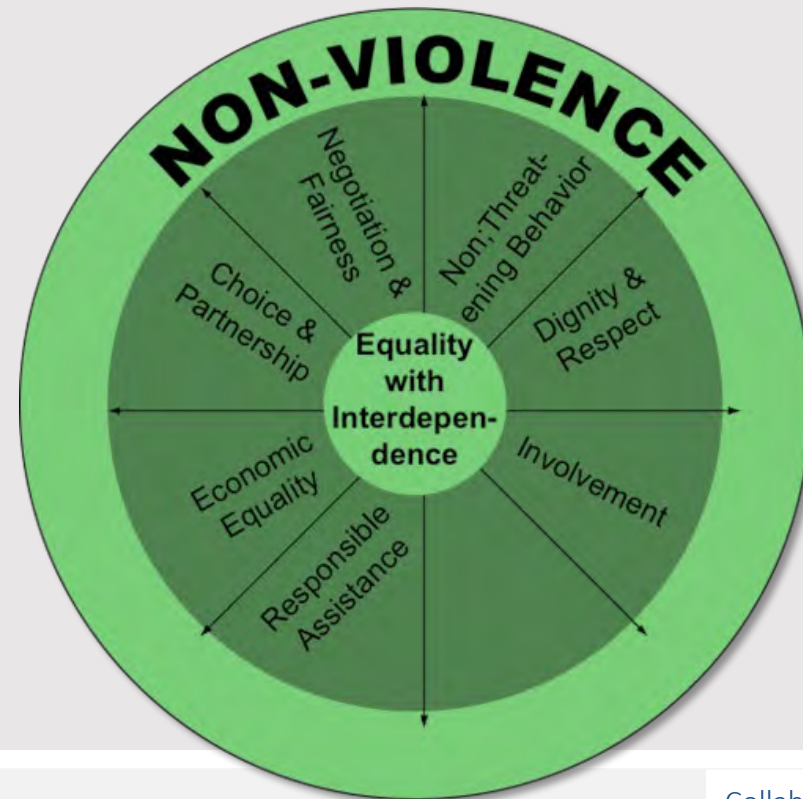 NON-VIOLENCE
Negotiation &
Fairness
Non;Threat-
ening Behavior
Choice &
Partnership
Dignity &
Respect
Equality
with
Interdepen-
dence
Economic
Equality
Involvement
Responsible
Assistance